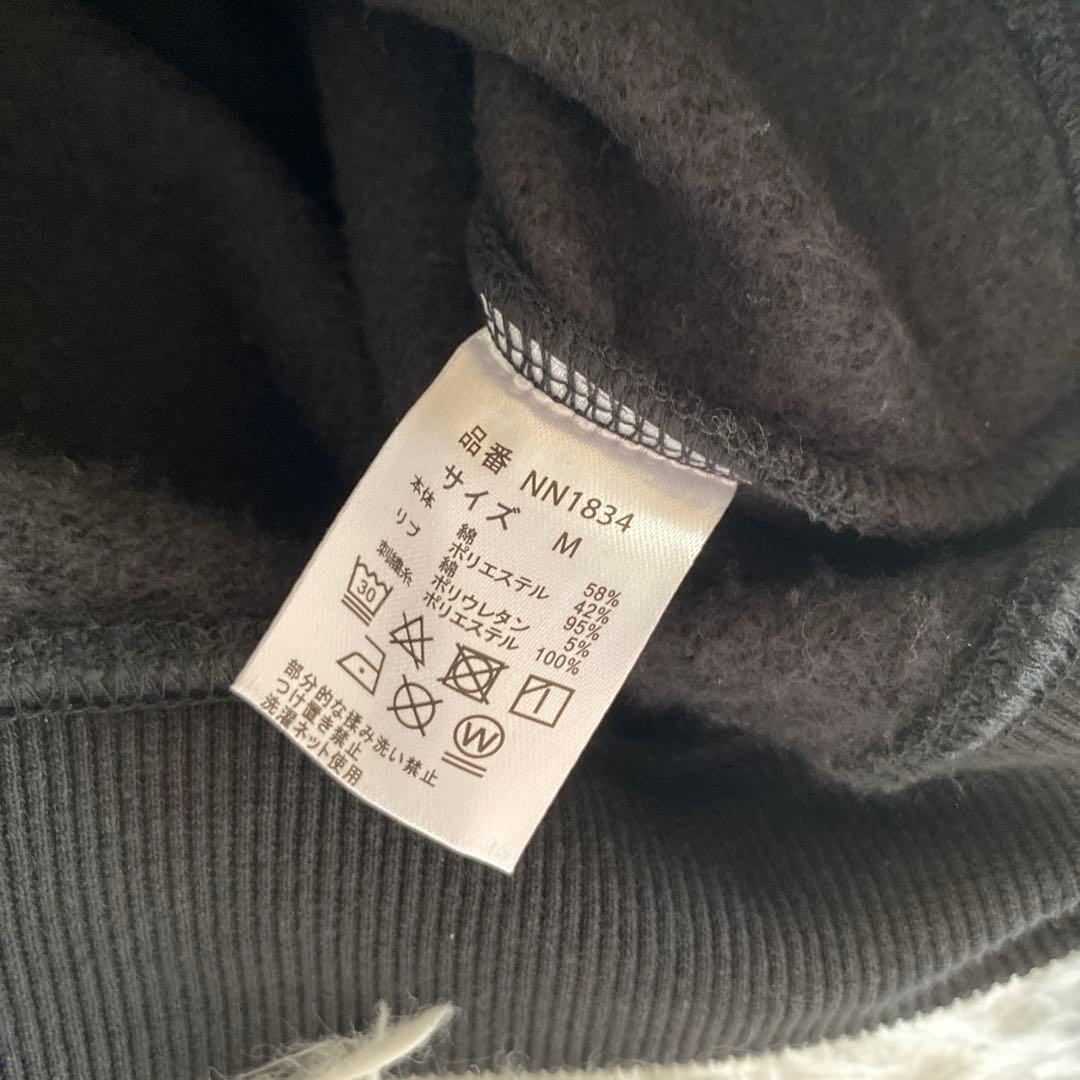 品番 NN1834
サイズ M
本体 綿 58%
ポリエステル 42%
リブ 綿 95%
ポリウレタン 5%
刺繍糸 ポリエステル 100%
30
W
部分的な揉み洗い禁止
つけ置き禁止
洗濯ネット使用